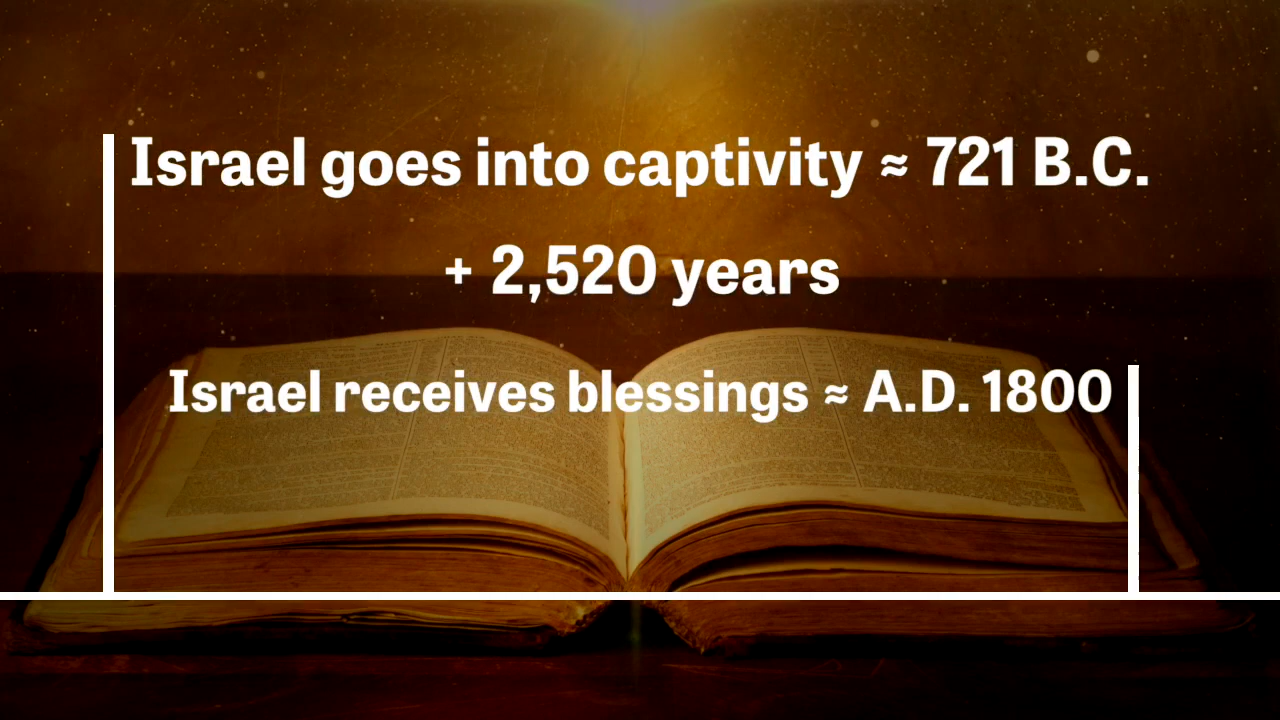 Israel goes into captivity ≈ 721 B.C.
+ 2,520 years
Israel receives blessings ≈ A.D. 1800